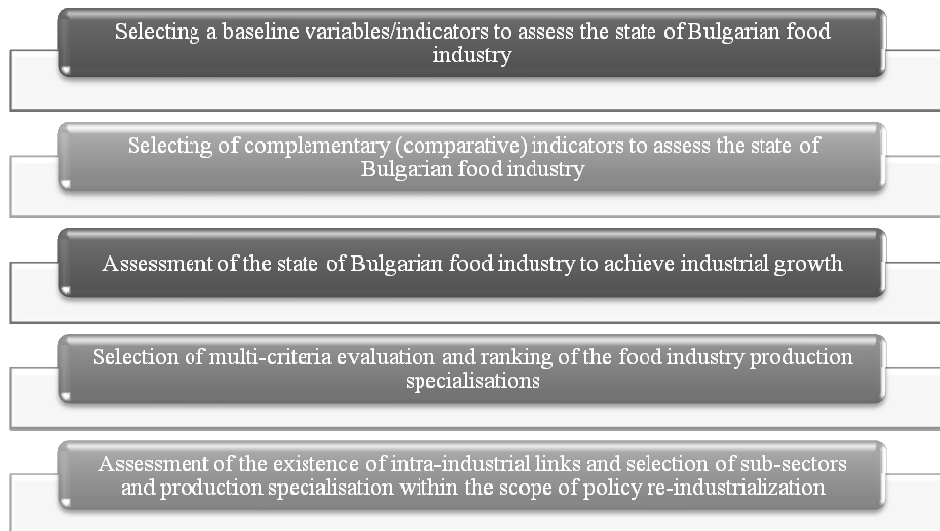 Selecting a baseline variables/indicators to assess the state of Bulgarian food
industry
Selecting of complementary (comparative) indicators to assess the state of
Bulgarian food industry
Assessment of the state of Bulgarian food industry to achieve industrial growth
Selection of multi-criteria evaluation and ranking of the food industry production
specialisations
Assessment of the existence of intra-industrial links and selection of sub-sectors
and production specialisation within the scope of policy re-industrialization